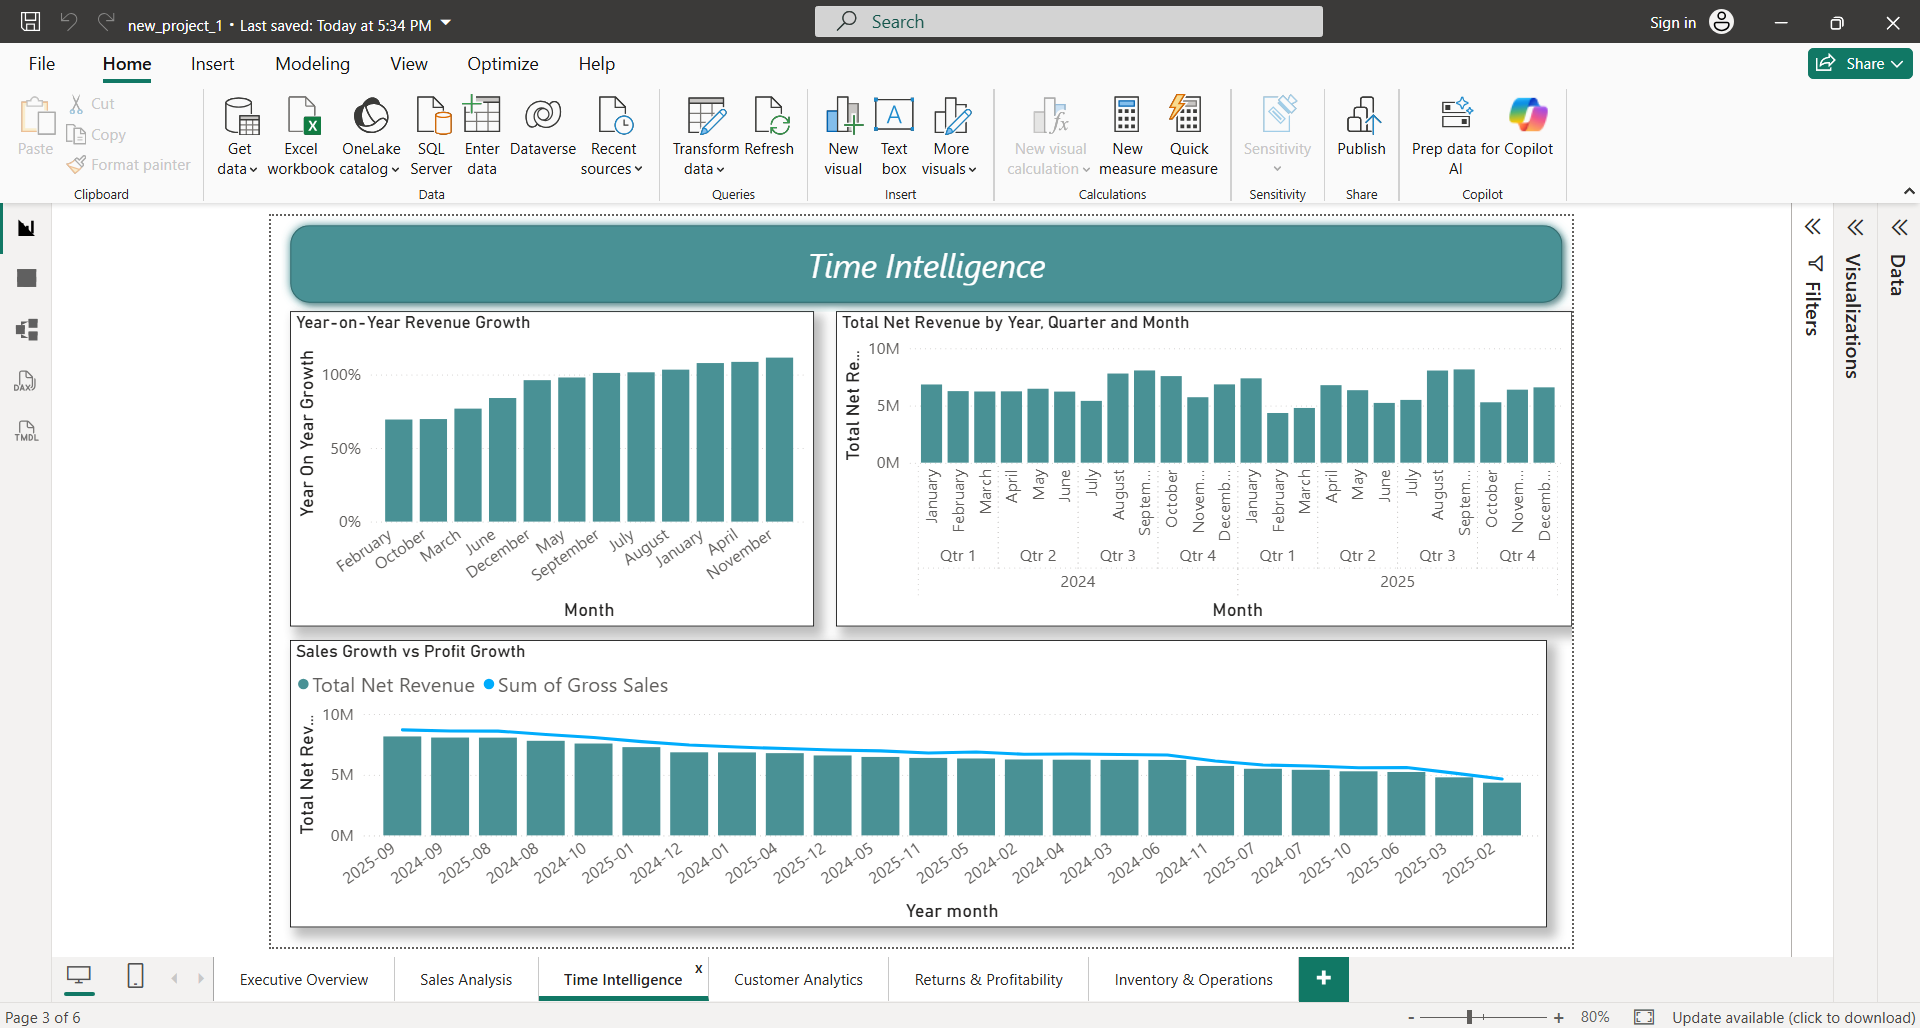 new_project_1 • Last saved: Today at 5:34 PM
Search
Sign in
File Home Insert Modeling View Optimize Help
Share
Paste
Cut
Copy
Format painter
Clipboard
Get data
Excel workbook
OneLake catalog
SQL Server
Enter data
Dataverse
Recent sources
Data
Transform data
Refresh
Queries
New visual
Text box
More visuals
Insert
New visual calculation
New measure
Quick measure
Calculations
Sensitivity
Sensitivity
Publish
Share
Prep data for AI
Copilot
Copilot
DAX
TMDL
Time Intelligence
Year-on-Year Revenue Growth
Year On Year Growth
100%
50%
0%
February October March June December May September July August January April November
Month
Total Net Revenue by Year, Quarter and Month
Total Net Re...
10M
5M
0M
January February March April May June July August Septem... October Novem... Decemb... January February March April May June July August Septem... October Novem... Decemb...
Qtr 1 Qtr 2 Qtr 3 Qtr 4 Qtr 1 Qtr 2 Qtr 3 Qtr 4
2024 2025
Month
Sales Growth vs Profit Growth
Total Net Revenue Sum of Gross Sales
Total Net Rev...
10M
5M
0M
2025-09 2024-09 2025-08 2024-08 2024-10 2025-01 2024-12 2024-01 2025-04 2025-12 2024-05 2025-11 2025-05 2024-02 2024-04 2024-03 2024-06 2024-11 2025-07 2024-07 2025-10 2025-06 2025-03 2025-02
Year month
Filters
Visualizations
Data
Executive Overview Sales Analysis Time Intelligence x Customer Analytics Returns & Profitability Inventory & Operations +
Page 3 of 6
- + 80% Update available (click to download)